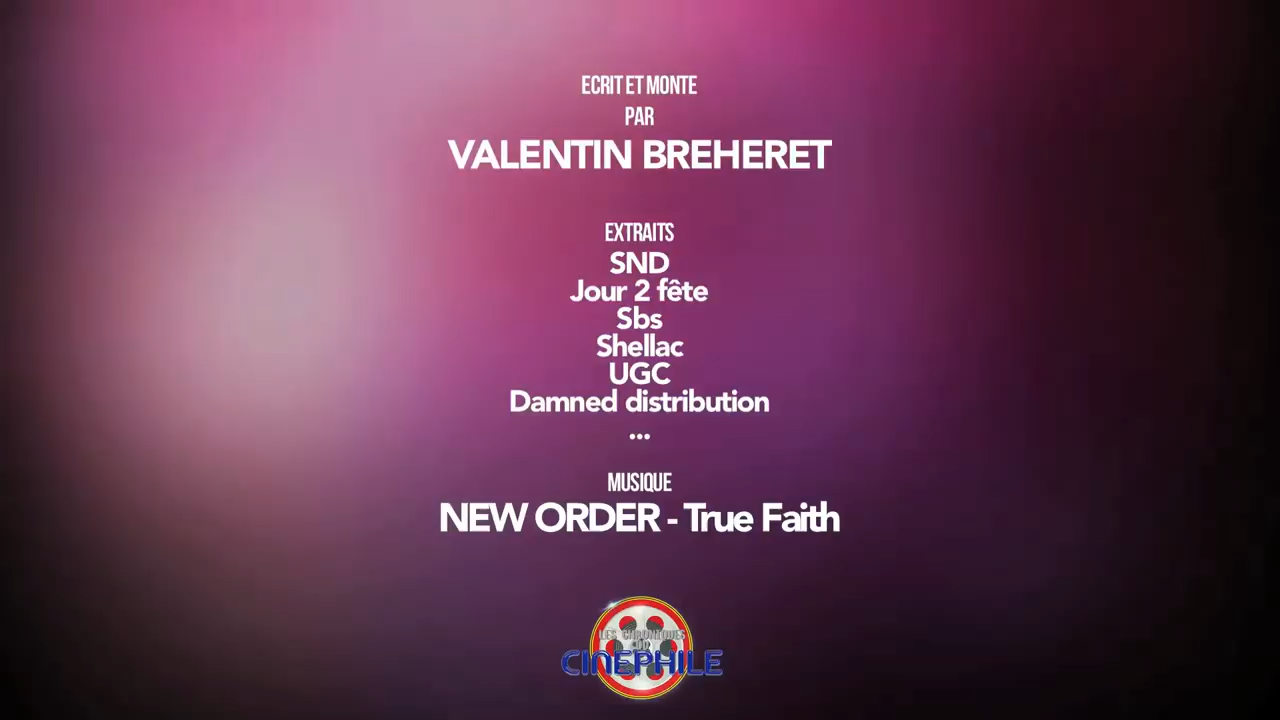 ECRIT ET MONTE
PAR
VALENTIN BREHERET
EXTRAITS
SND
Jour 2 fête
Sbs
Shellac
UGC
Damned distribution
...
MUSIQUE
NEW ORDER - True Faith
LES CHRONIQUES
DU
CINEPHILE